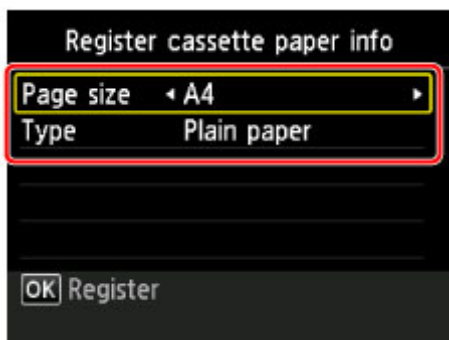 Register cassette paper info
Page size A4
Type Plain paper
OK Register